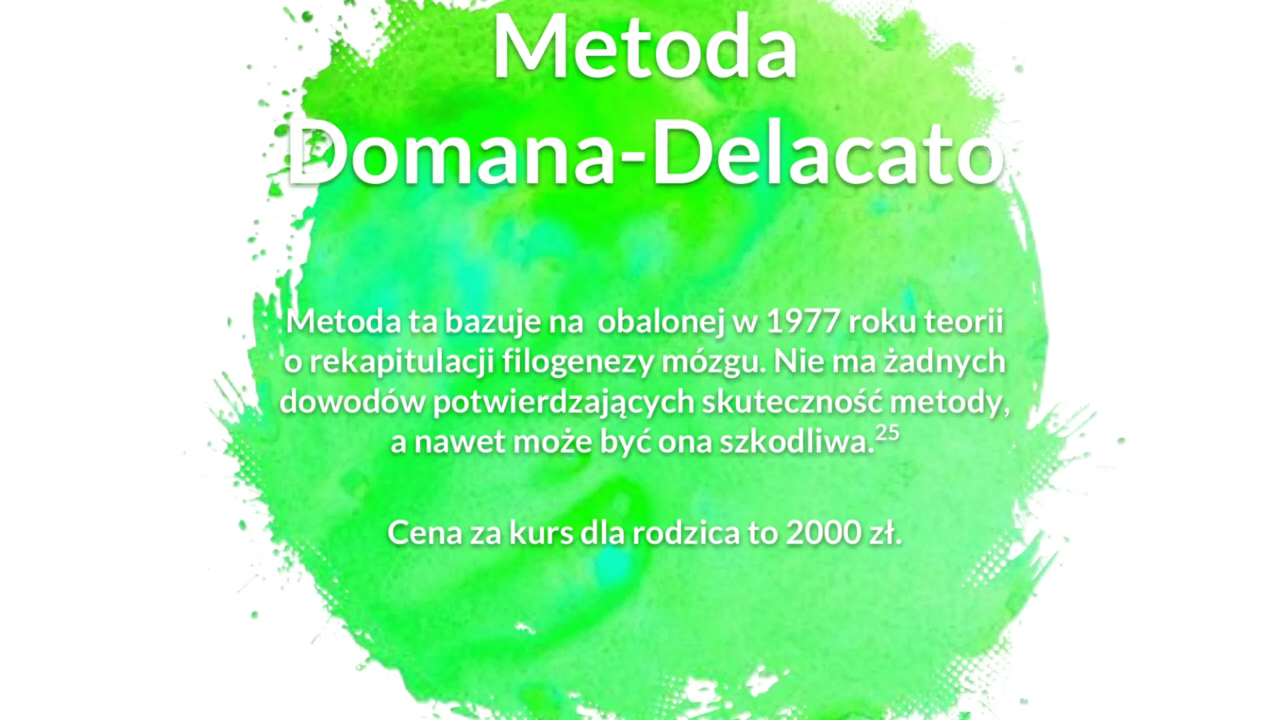 Metoda
Domana-Delacato
Metoda ta bazuje na obalonej w 1977 roku teorii
o rekapitulacji filogenezy mózgu. Nie ma żadnych
dowodów potwierdzających skuteczność metody,
a nawet może być ona szkodliwa.25
Cena za kurs dla rodzica to 2000 zł.